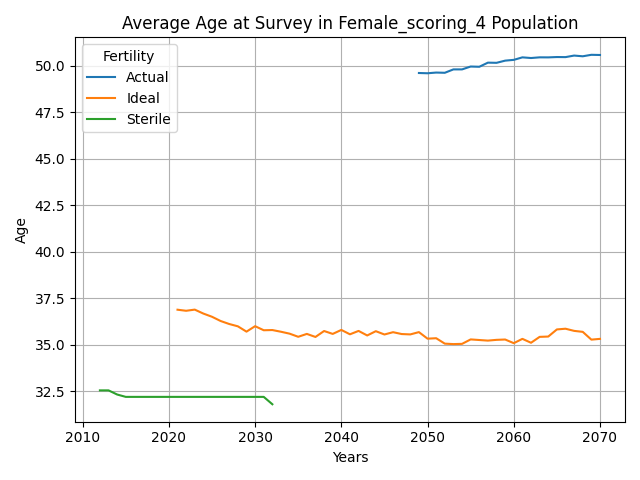 Average Age at Survey in Female_scoring_4 Population
Fertility
Actual
Ideal
Sterile
50.0
47.5
45.0
42.5
40.0
37.5
35.0
32.5
Age
2010 2020 2030 2040 2050 2060 2070
Years